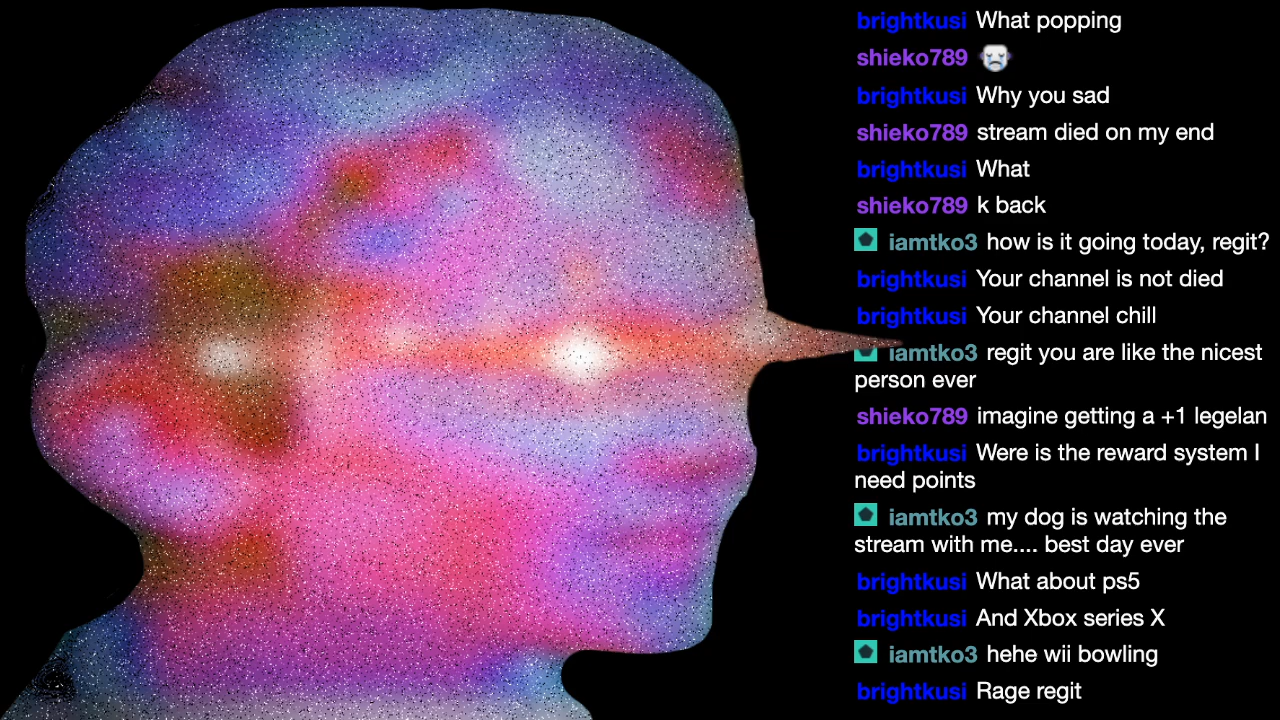 brightkusi What popping
shieko789
brightkusi Why you sad
shieko789 stream died on my end
brightkusi What
shieko789 k back
iamtko3 how is it going today, regit?
brightkusi Your channel is not died
brightkusi Your channel chill
iamtko3 regit you are like the nicest
person ever
shieko789 imagine getting a +1 legelan
brightkusi Were is the reward system I
need points
iamtko3 my dog is watching the
stream with me.... best day ever
brightkusi What about ps5
brightkusi And Xbox series X
iamtko3 hehe wii bowling
brightkusi Rage regit